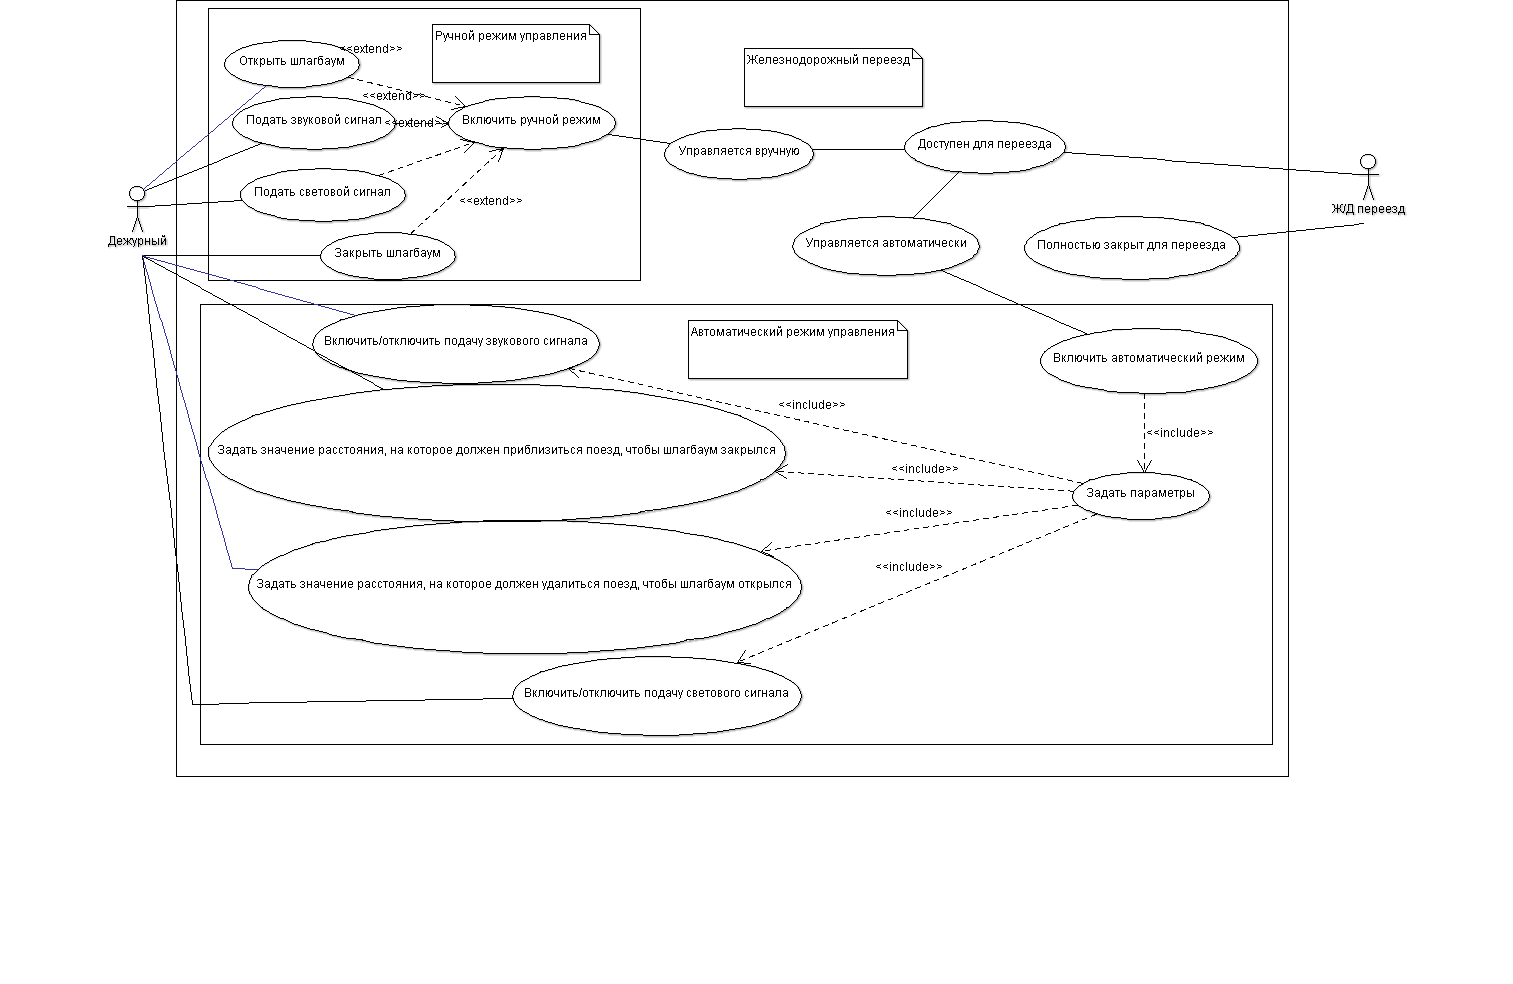 <<extend>>
Ручной режим управления
Открыть шлагбаум
Железнодорожный переезд
<<extend>>
Подать звуковой сигнал
<<extend>>
Включить ручной режим
Управляется вручную
Доступен для переезда
Подать световой сигнал
<<extend>>
Ж/Д переезд
Дежурный
Закрыть шлагбаум
Управляется автоматически
Полностью закрыт для переезда
Автоматический режим управления
Включить/отключить подачу звукового сигнала
Включить автоматический режим
<<include>>
<<include>>
Задать значение расстояния, на которое должен приблизиться поезд, чтобы шлагбаум закрылся
<<include>>
Задать параметры
<<include>>
<<include>>
Задать значение расстояния, на которое должен удалиться поезд, чтобы шлагбаум открылся
Включить/отключить подачу светового сигнала